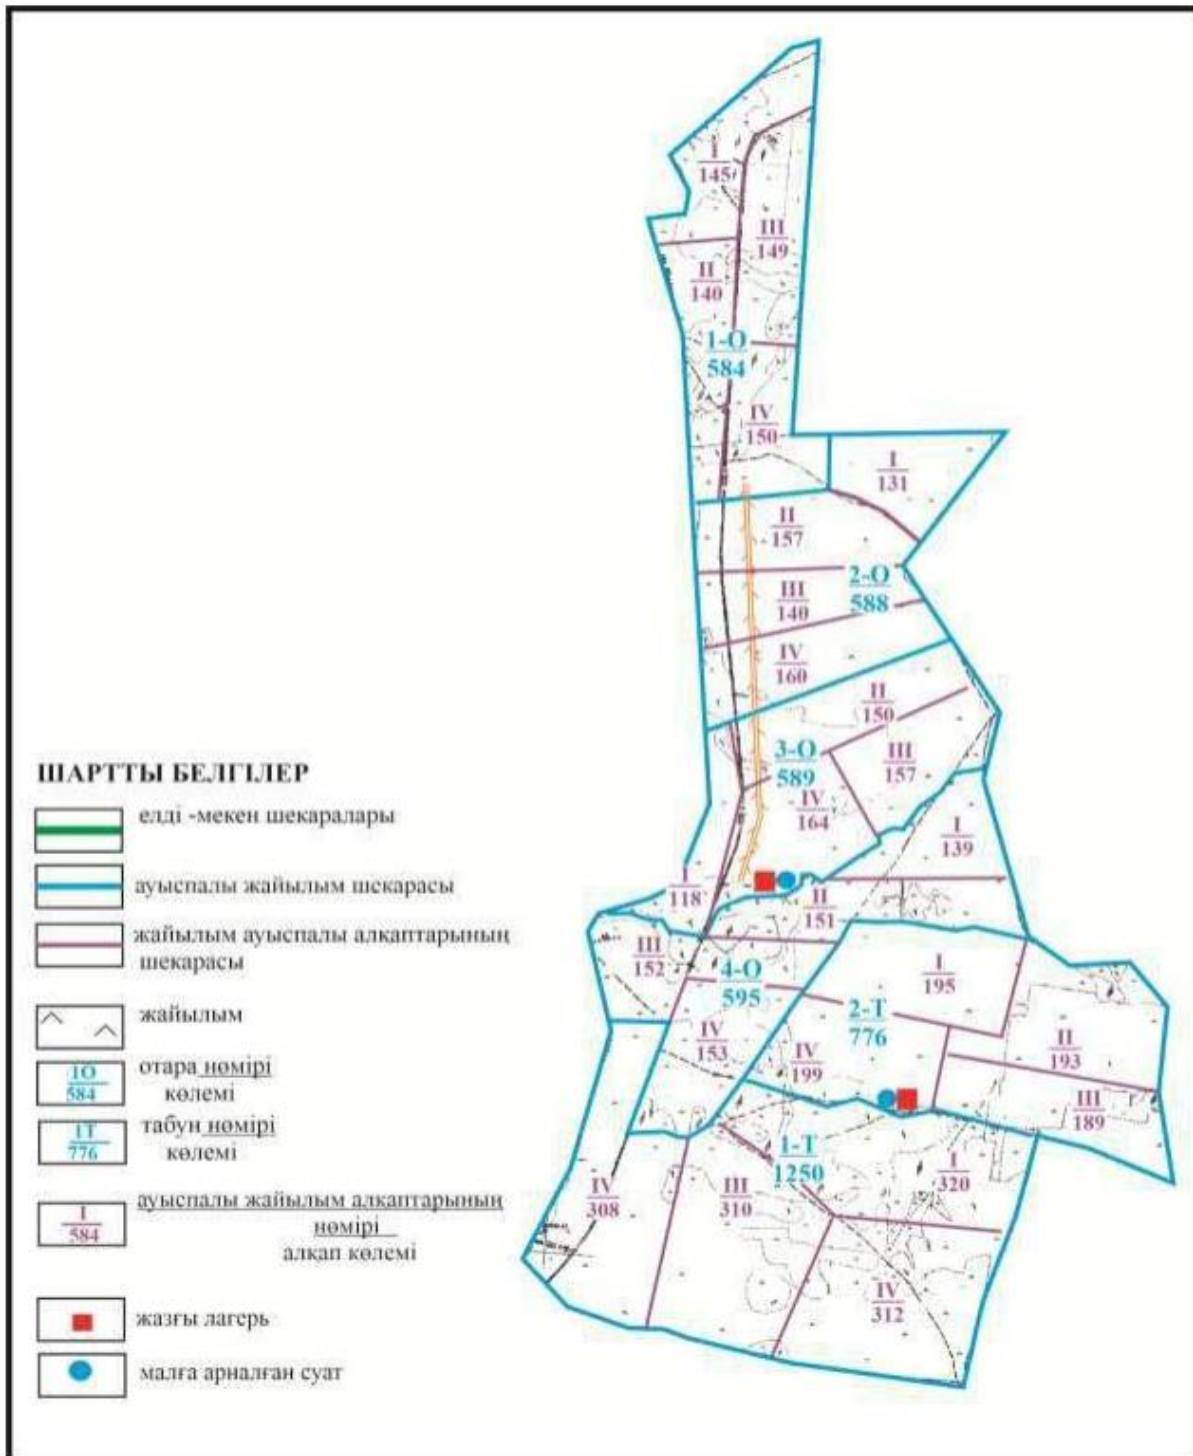 I
145
III
149
II
140
1-О
584
IV
150
I
131
II
157
2-О
588
III
140
IV
160
II
150
3-О
589
III
157
IV
164
I
139
I
118
II
151
III
152
4-О
595
I
195
2-Т
776
IV
153
IV
199
II
193
III
189
1-Т
1250
I
320
IV
308
III
310
IV
312
ШАРТТЫ БЕЛГІЛЕР
елді -мекен шекаралары
ауыспалы жайылым шекарасы
жайылым ауыспалы алқаптарының
шекарасы
жайылым
1О
584
отара нөмірі
көлемі
1Т
776
табун нөмірі
көлемі
I
584
ауыспалы жайылым алқаптарының
нөмірі
алқап көлемі
жазғы лагерь
малға арналған суат